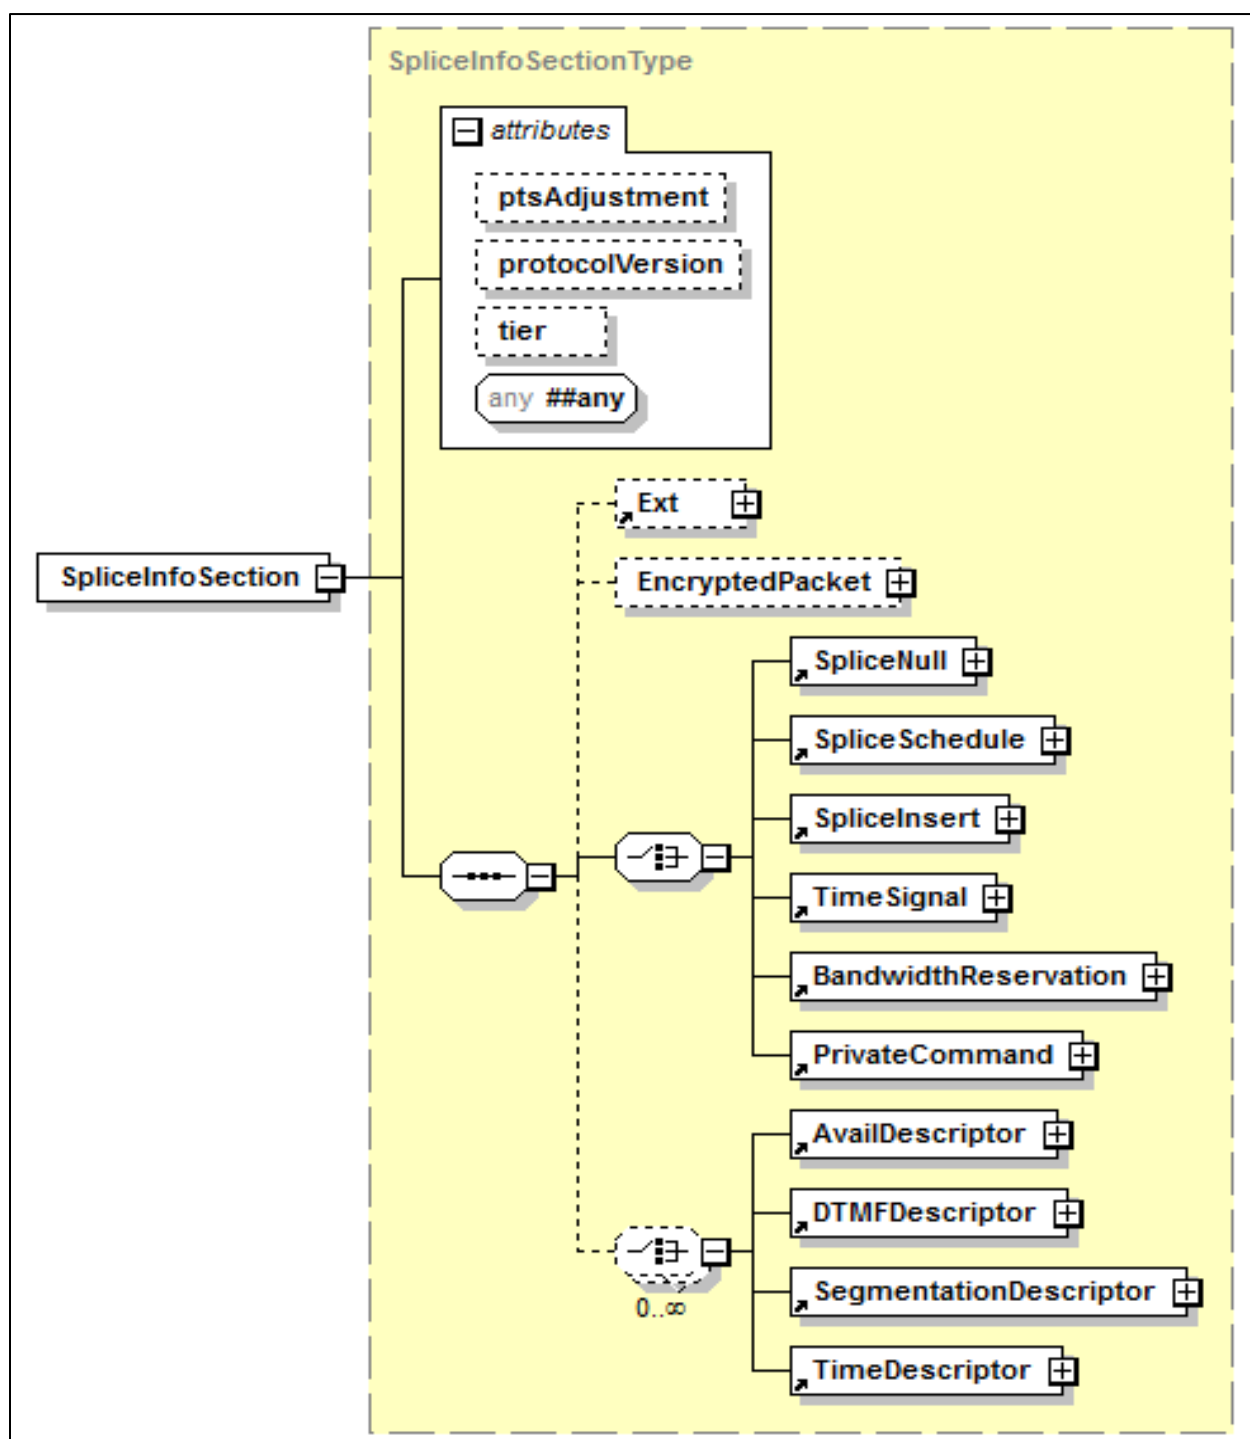 SpliceInfoSectionType
attributes
ptsAdjustment
protocolVersion
tier
any ##any
Ext
EncryptedPacket
SpliceInfoSection
SpliceNull
SpliceSchedule
SpliceInsert
TimeSignal
BandwidthReservation
PrivateCommand
AvailDescriptor
DTMFDescriptor
SegmentationDescriptor
0..∞
TimeDescriptor